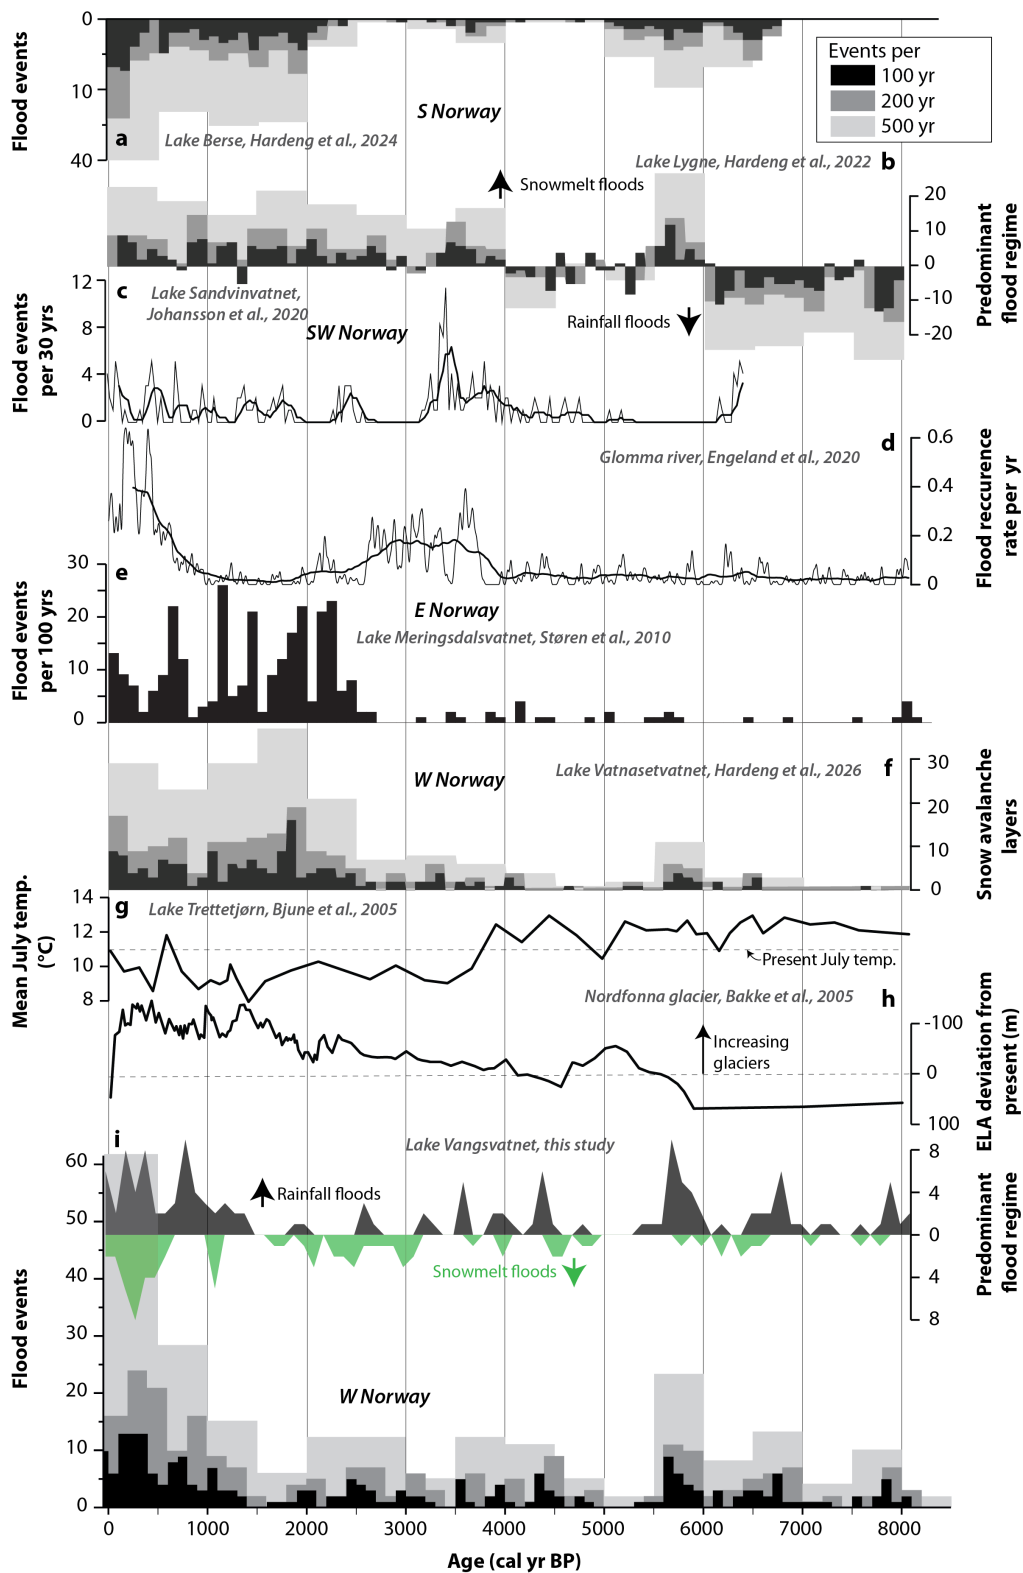 0
10
40
Flood events
Events per
100 yr
200 yr
500 yr
S Norway
a
Lake Berse, Hardeng et al., 2024
Lake Lygne, Hardeng et al., 2022
b
Snowmelt floods
Rainfall floods
20
10
0
-10
-20
Predominant
flood regime
c
Lake Sandvinvatnet,
Johansson et al., 2020
SW Norway
12
8
4
0
Flood events
per 30 yrs
d
Glomma river, Engeland et al., 2020
0.6
0.4
0.2
0
Flood reccurence
rate per yr
e
E Norway
Lake Meringsdalsvatnet, Støren et al., 2010
30
20
10
0
Flood events
per 100 yrs
W Norway
Lake Vatnasetvatnet, Hardeng et al., 2026
f
30
20
10
0
Snow avalanche
layers
g
Lake Trettetjørn, Bjune et al., 2005
14
12
10
8
Mean July temp.
(°C)
Present July temp.
Nordfonna glacier, Bakke et al., 2005
h
Increasing
glaciers
-100
0
100
ELA deviation from
present (m)
i
Lake Vangsvatnet, this study
Rainfall floods
Snowmelt floods
8
4
0
4
8
Predominant
flood regime
W Norway
60
50
40
30
20
10
0
Flood events
0 1000 2000 3000 4000 5000 6000 7000 8000
Age (cal yr BP)